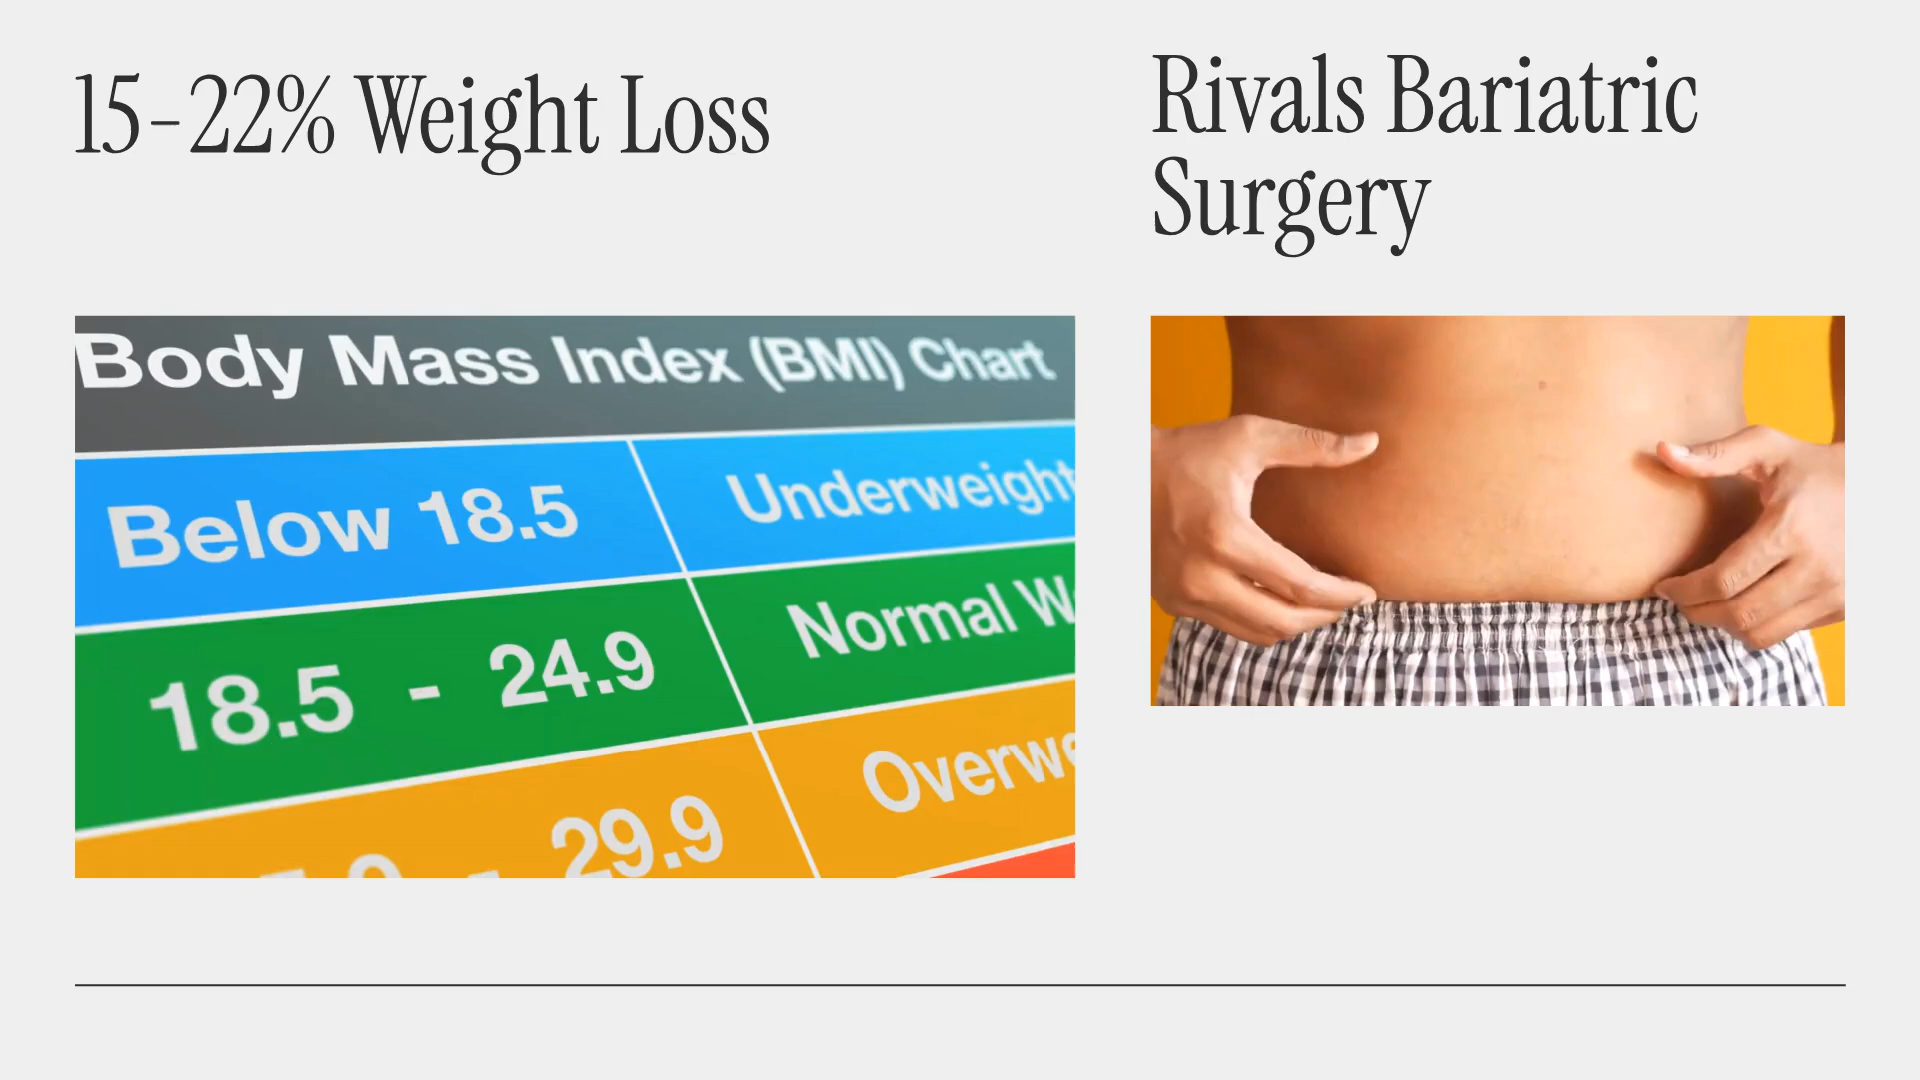 15–22% Weight Loss
Rivals Bariatric
Surgery
Body Mass Index (BMI) Chart
Below 18.5 Underweight
18.5 - 24.9 Normal
29.9